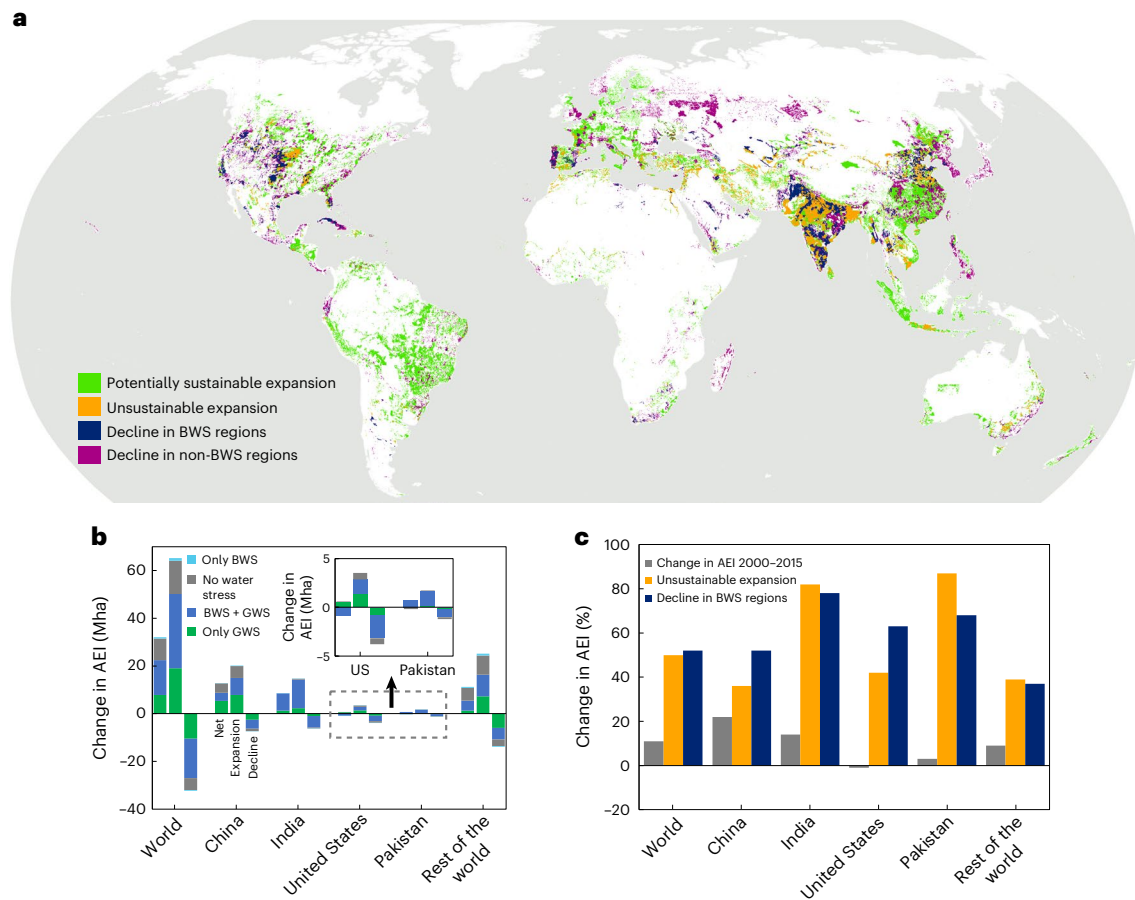 a
Potentially sustainable expansion
Unsustainable expansion
Decline in BWS regions
Decline in non-BWS regions
b
Change in AEI (Mha)
60
40
20
0
−20
−40
Only BWS
No water
stress
BWS + GWS
Only GWS
Net
Expansion
Decline
Change in
AEI (Mha)
5
0
−5
US
Pakistan
World
China
India
United States
Pakistan
Rest of the
world
c
Change in AEI (%)
100
80
60
40
20
0
−20
Change in AEI 2000–2015
Unsustainable expansion
Decline in BWS regions
World
China
India
United States
Pakistan
Rest of the
world